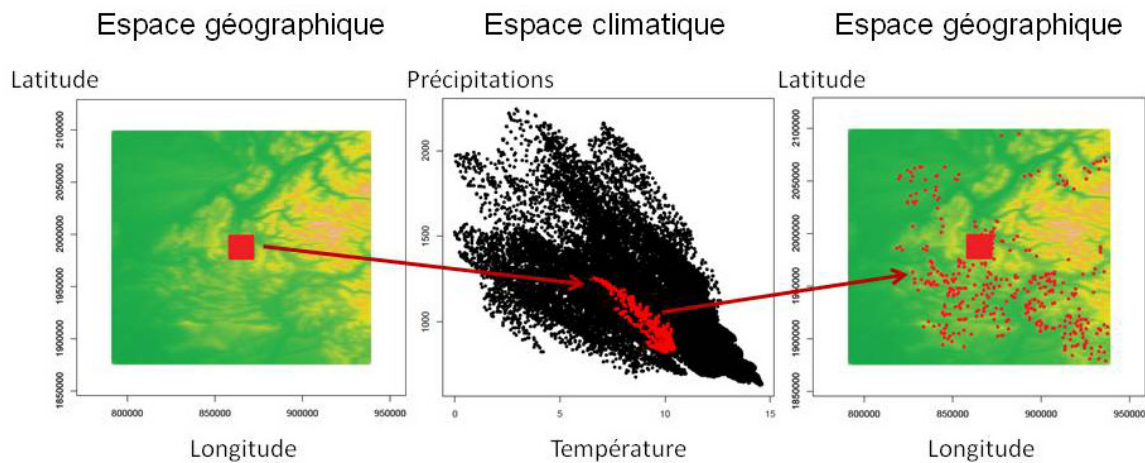 Espace géographique Espace climatique Espace géographique
Latitude Précipitations Latitude
2100000
2050000
2000000
1950000
1900000
1850000
800000 850000 900000 950000
Longitude
2000
1500
1000
0 5 10 15
Température
2100000
2050000
2000000
1950000
1900000
1850000
800000 850000 900000 950000
Longitude